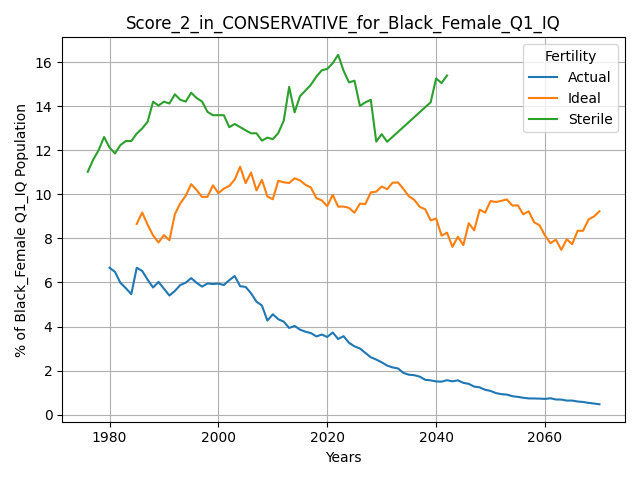 Score_2_in_CONSERVATIVE_for_Black_Female_Q1_IQ
Fertility
Actual
Ideal
Sterile
% of Black_Female Q1_IQ Population
16
14
12
10
8
6
4
2
0
1980 2000 2020 2040 2060
Years